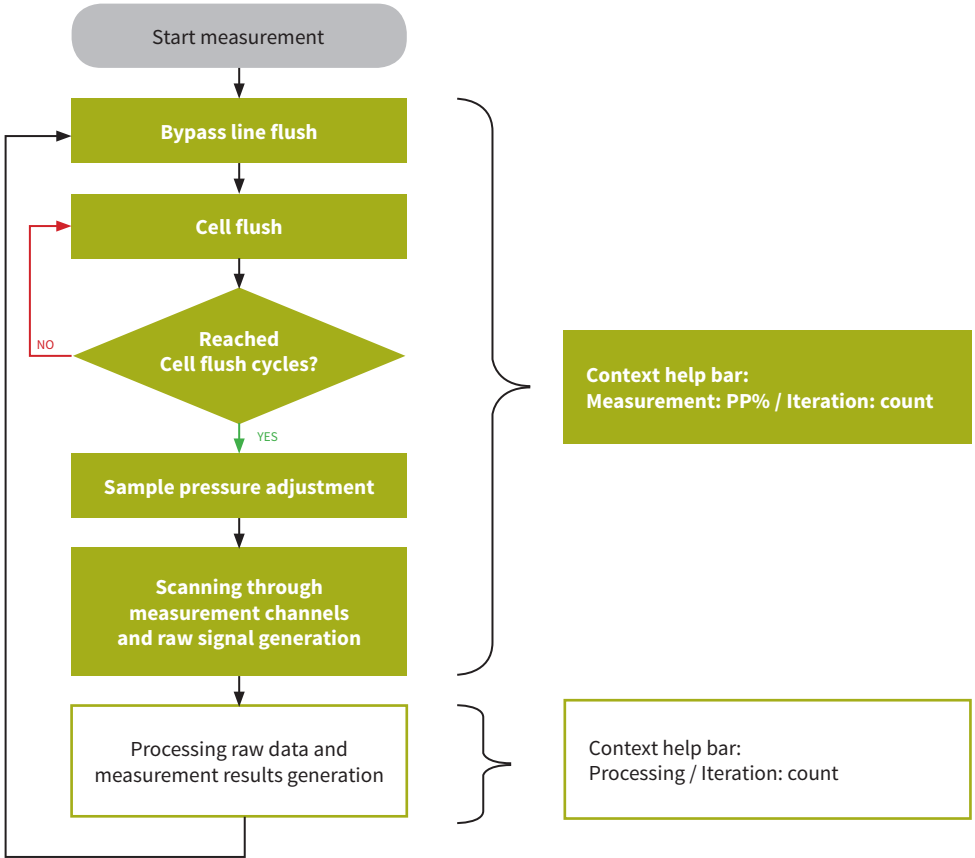 Start measurement
Bypass line flush
Cell flush
Reached
Cell flush cycles?
NO
YES
Sample pressure adjustment
Scanning through
measurement channels
and raw signal generation
Processing raw data and
measurement results generation
Context help bar:
Measurement: PP% / Iteration: count
Context help bar:
Processing / Iteration: count